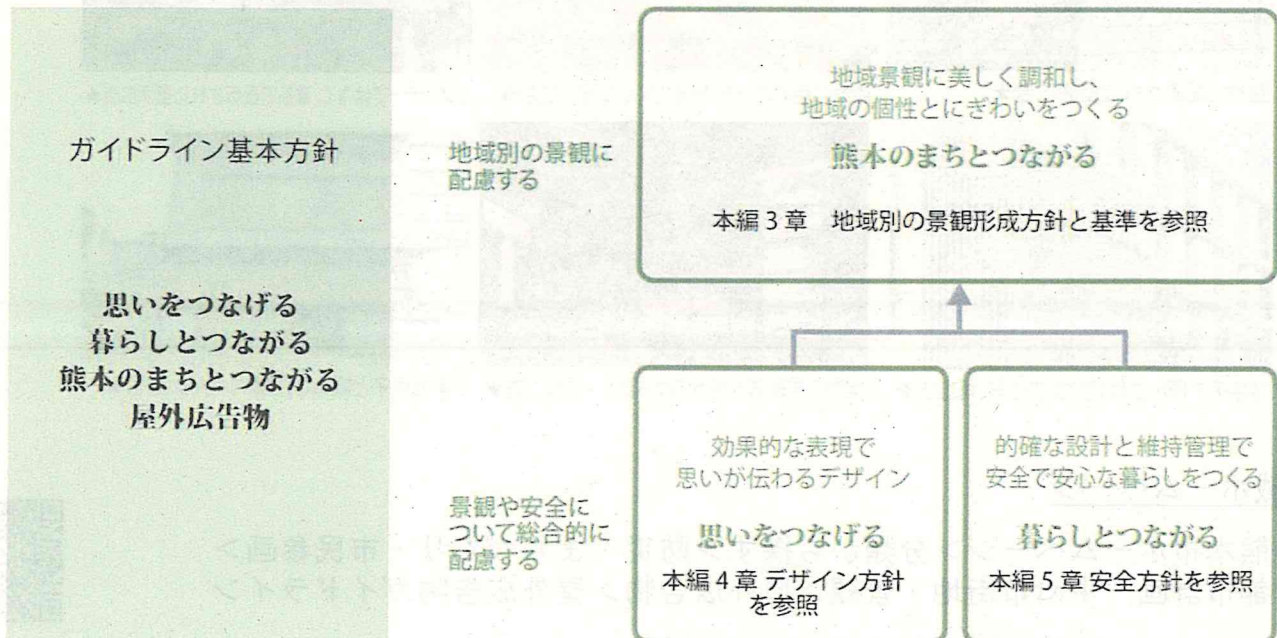 ガイドライン基本方針
思いをつなげる
暮らしとつながる
熊本のまちとつながる
屋外広告物
地域別の景観に
配慮する
地域景観に美しく調和し、
地域の個性とにぎわいをつくる
熊本のまちとつながる
本編3章　地域別の景観形成方針と基準を参照
景観や安全に
ついて総合的に
配慮する
効果的な表現で
思いが伝わるデザイン
思いをつなげる
本編4章 デザイン方針
を参照
的確な設計と維持管理で
安全で安心な暮らしをつくる
暮らしとつながる
本編5章 安全方針を参照